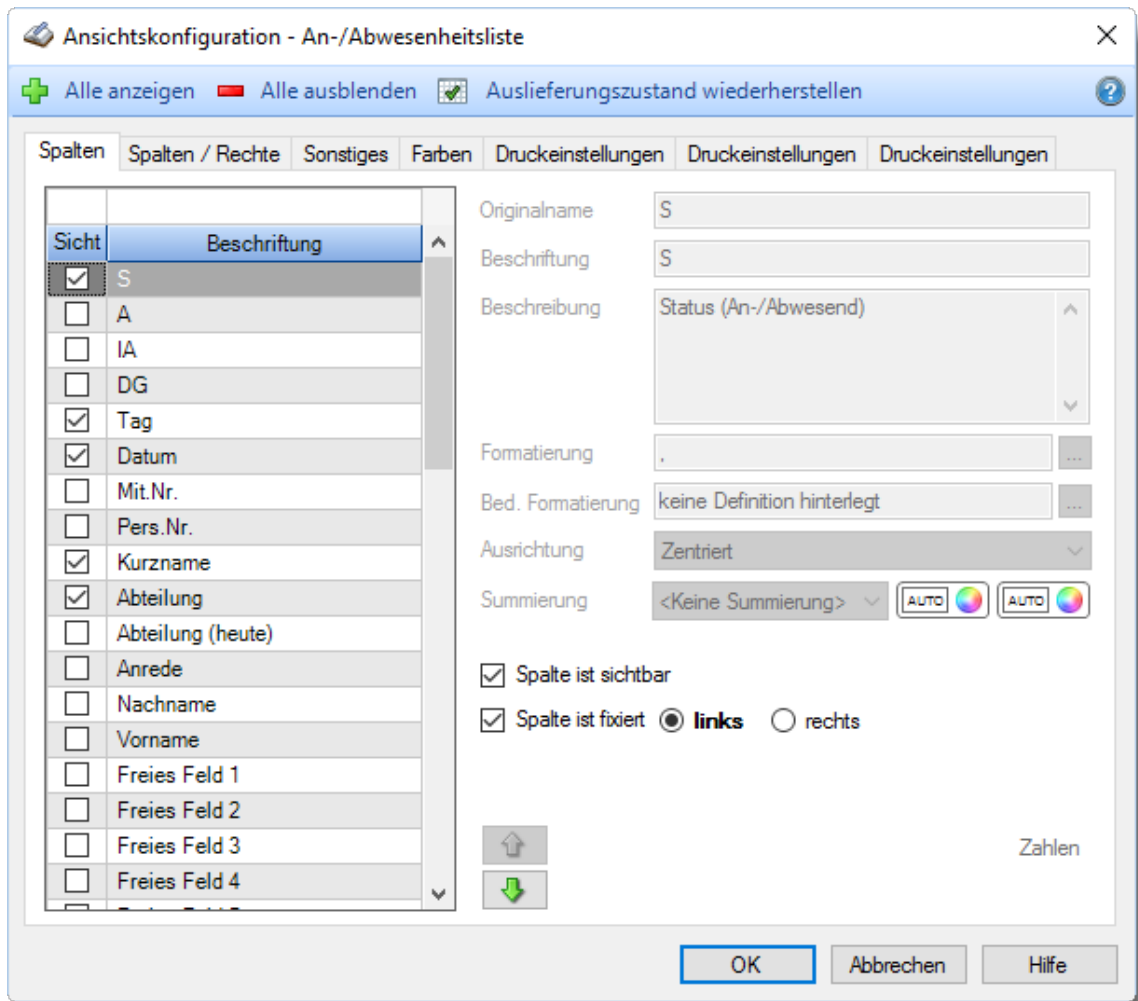 Ansichtskonfiguration - An-/Abwesenheitsliste
Alle anzeigen Alle ausblenden Auslieferungszustand wiederherstellen
Spalten Spalten / Rechte Sonstiges Farben Druckeinstellungen Druckeinstellungen Druckeinstellungen
Sicht Beschriftung
S
A
IA
DG
Tag
Datum
Mit.Nr.
Pers.Nr.
Kurzname
Abteilung
Abteilung (heute)
Anrede
Nachname
Vorname
Freies Feld 1
Freies Feld 2
Freies Feld 3
Freies Feld 4
Originalname S
Beschriftung S
Beschreibung Status (An-/Abwesend)
Formatierung , ...
Bed. Formatierung keine Definition hinterlegt ...
Ausrichtung Zentriert
Summierung <Keine Summierung> AUTO AUTO
Spalte ist sichtbar
Spalte ist fixiert links rechts
Zahlen
OK Abbrechen Hilfe